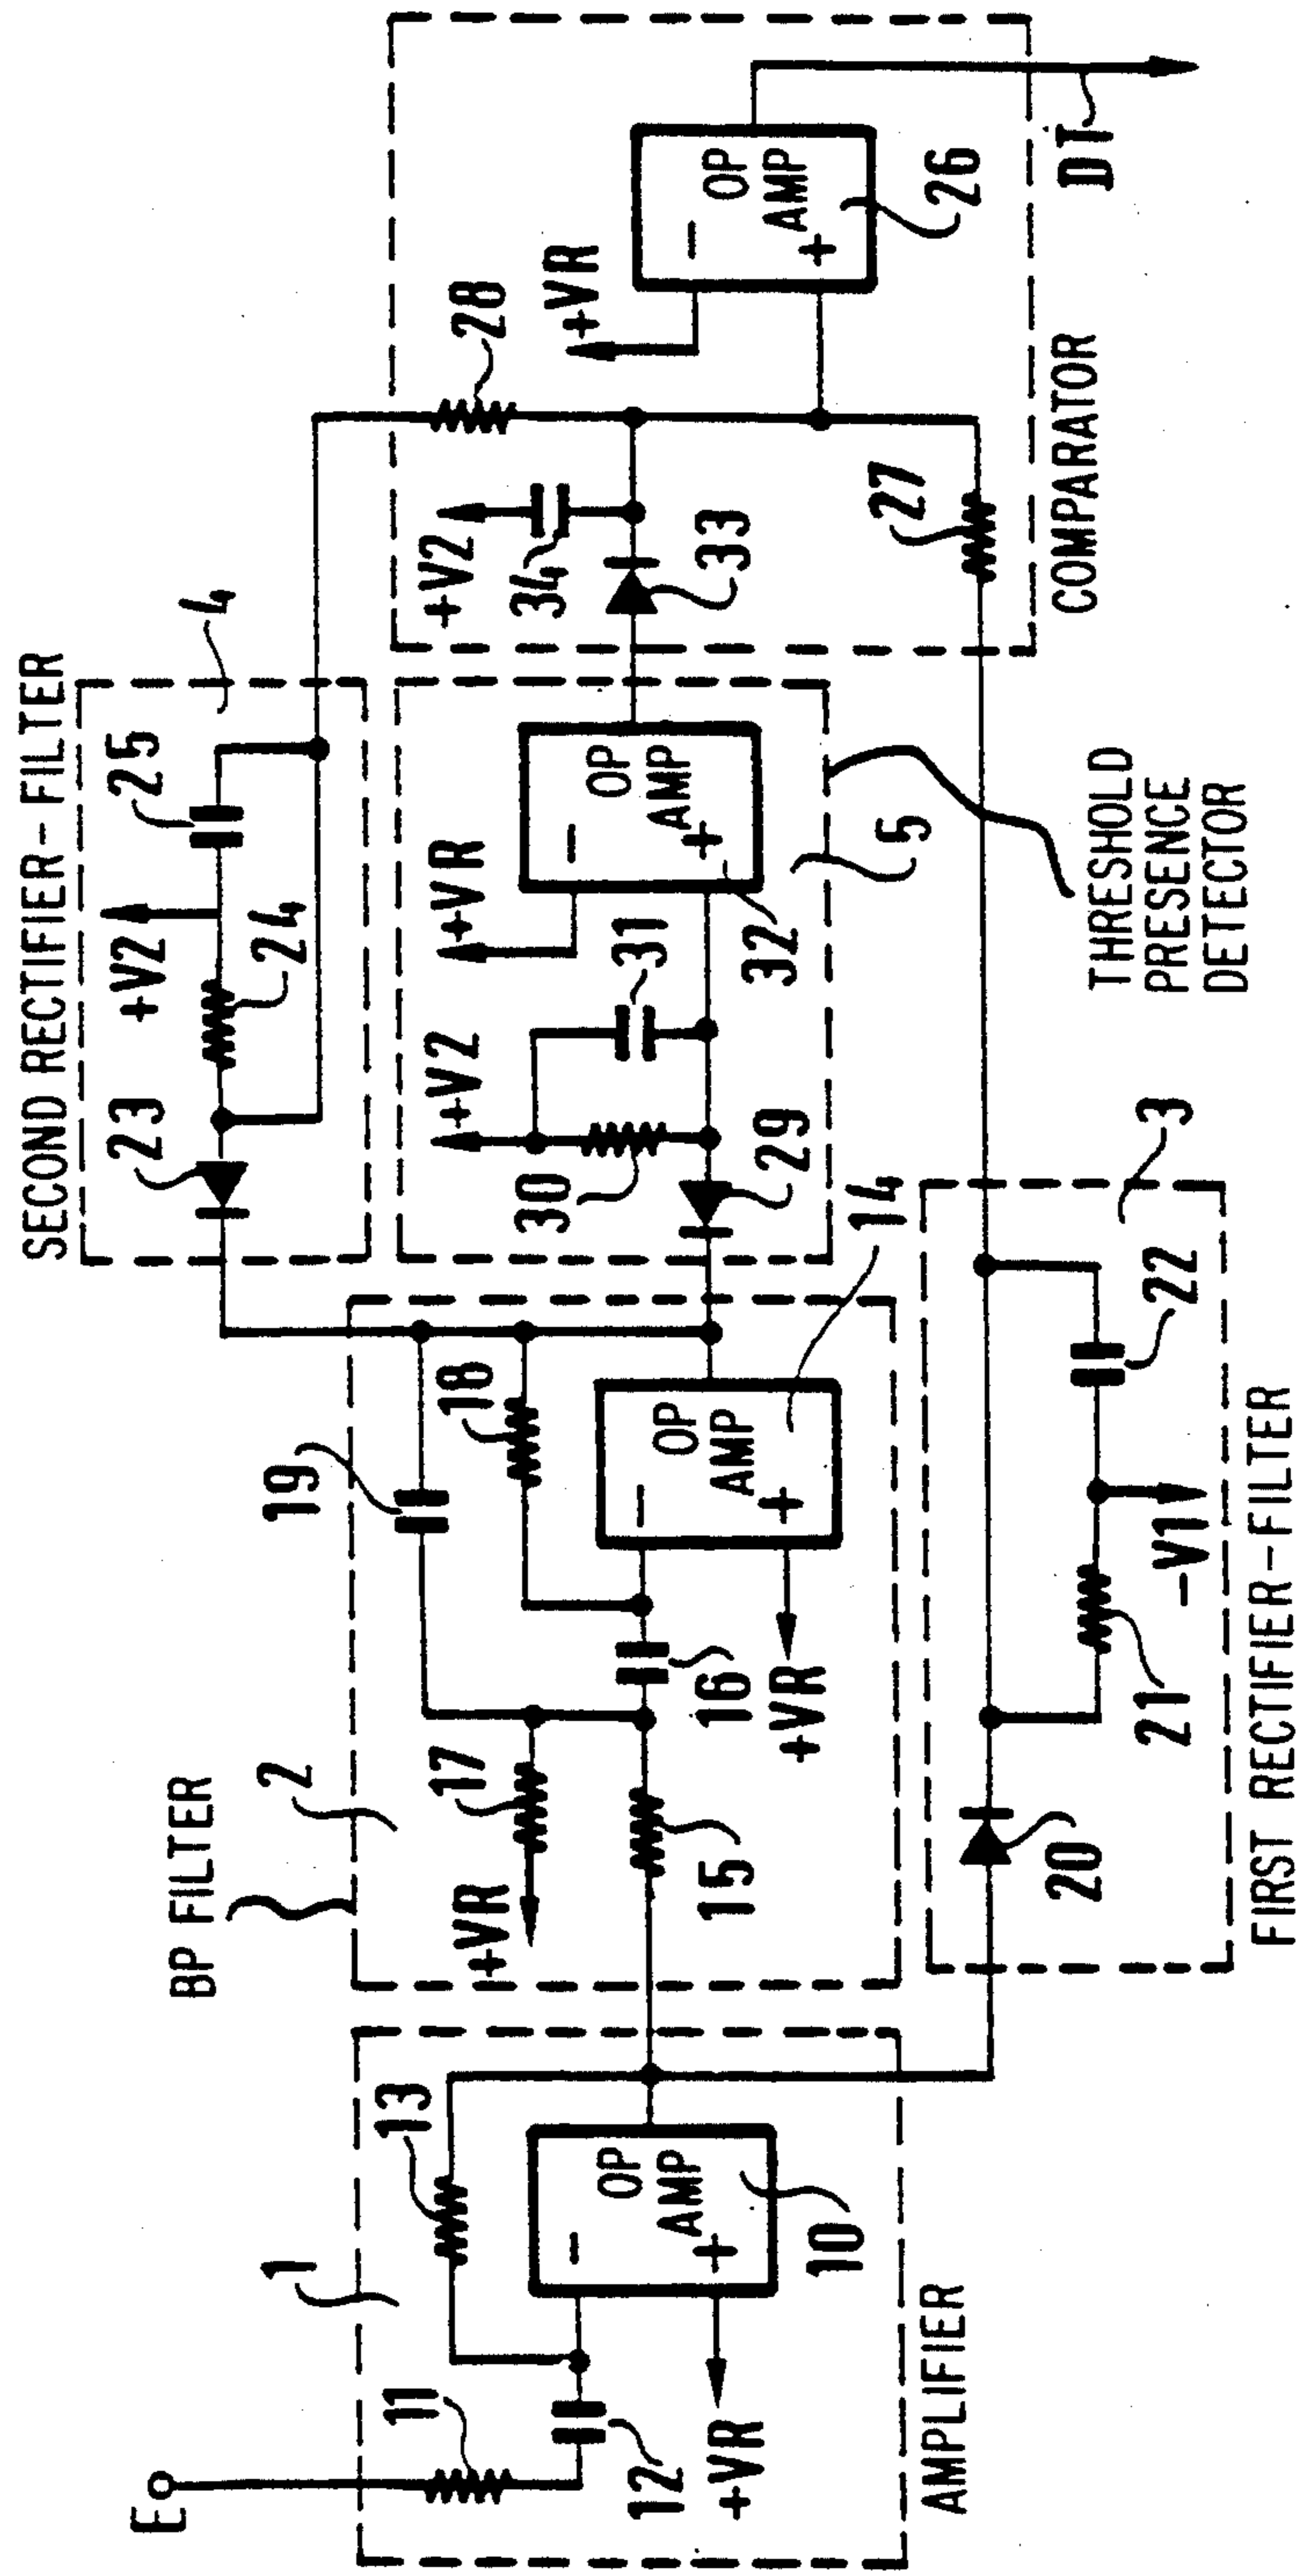 SECOND RECTIFIER-FILTER
4
23
+V2
24
25
BP FILTER
2
19
18
17
+VR
15
16
+VR
OP
AMP
-
+
14
1
E
11
12
13
+VR
OP
AMP
-
+
10
AMPLIFIER
30
+V2
29
31
+VR
OP
AMP
-
+
32
5
THRESHOLD
PRESENCE
DETECTOR
+V2
34
33
28
+VR
OP
AMP
-
+
26
27
COMPARATOR
DT
20
21
-V1
22
3
FIRST RECTIFIER-FILTER